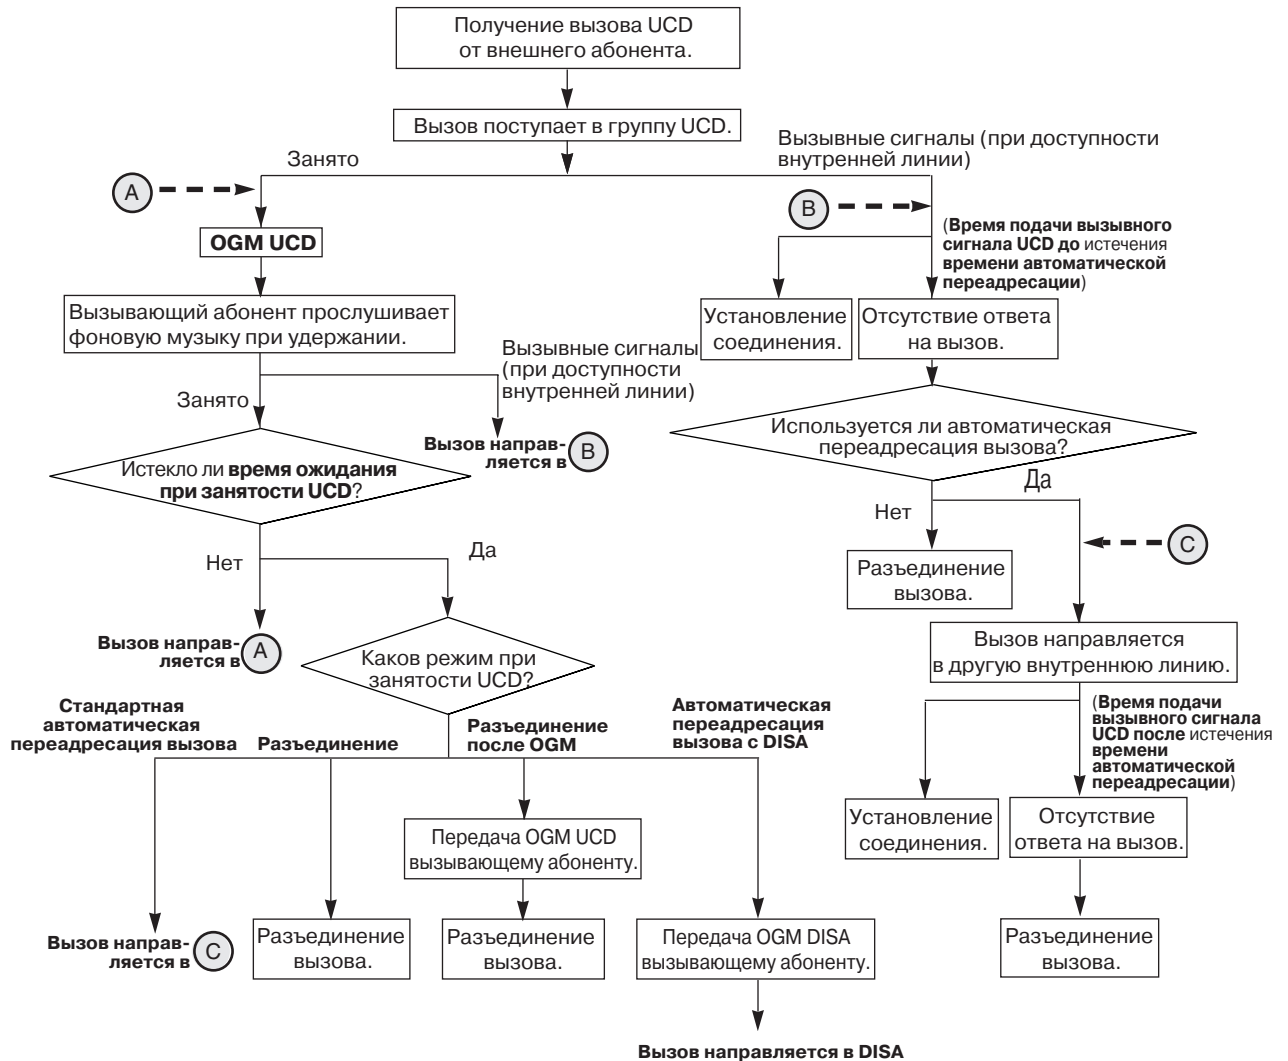 Получение вызова UCD
от внешнего абонента.
Вызов поступает в группу UCD.
Занято
Вызывные сигналы (при доступности
внутренней линии)
A
B
OGM UCD
(Время подачи вызывного
сигнала UCD до истечения
времени автоматической
переадресации)
Вызывающий абонент прослушивает
фоновую музыку при удержании.
Установление
соединения.
Отсутствие ответа
на вызов.
Вызывные сигналы
(при доступности
внутренней линии)
Занято
Вызов направ-
ляется в
B
Используется ли автоматическая
переадресация вызова?
Истекло ли время ожидания
при занятости UCD?
Да
Нет
C
Нет
Да
Разъединение
вызова.
Вызов направ-
ляется в
A
Каков режим при
занятости UCD?
Вызов направляется
в другую внутреннюю линию.
Стандартная
автоматическая
переадресация вызова
Разъединение
Разъединение
после OGM
Автоматическая
переадресация
вызова с DISA
(Время подачи
вызывного сигнала
UCD после истечения
времени
автоматической
переадресации)
Передача OGM UCD
вызывающему абоненту.
Установление
соединения.
Отсутствие
ответа на вызов.
Вызов направ-
ляется в
C
Разъединение
вызова.
Разъединение
вызова.
Передача OGM DISA
вызывающему абоненту.
Разъединение
вызова.
Вызов направляется в DISA